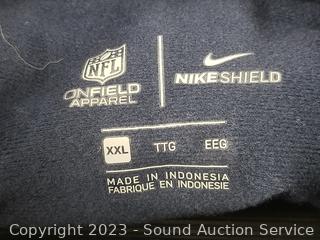 NFL
ONFIELD
APPAREL
NIKESHIELD
XXL TTG EEG
MADE IN INDONESIA
FABRIQUE EN INDONESIE
Copyright 2023 - Sound Auction Service